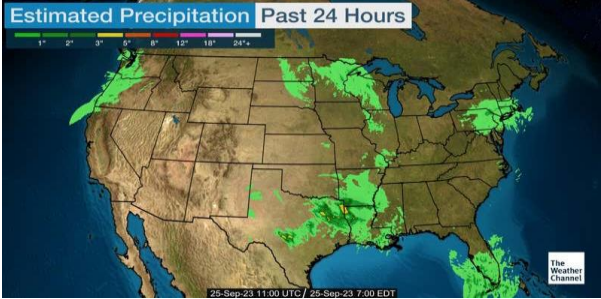 Estimated Precipitation Past 24 Hours
1" 2" 3" 5" 8" 12" 18" 24"+
The
Weather
Channel
25-Sep-23 11:00 UTC / 25-Sep-23 7:00 EDT